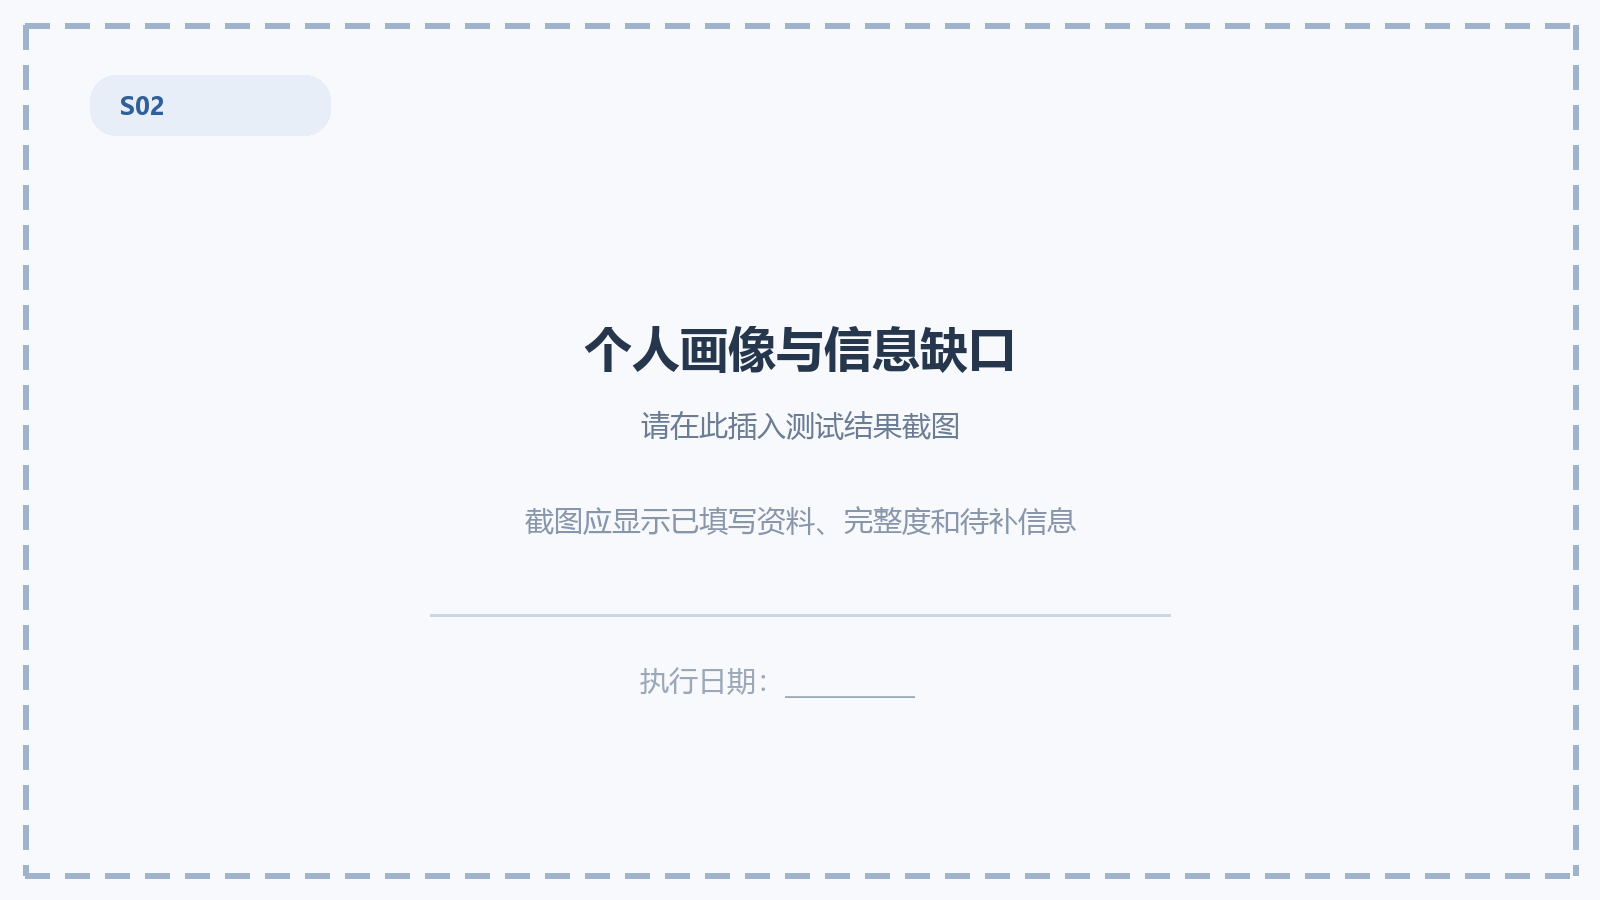 S02
个人画像与信息缺口
请在此插入测试结果截图
截图应显示已填写资料、完整度和待补信息
执行日期：_________